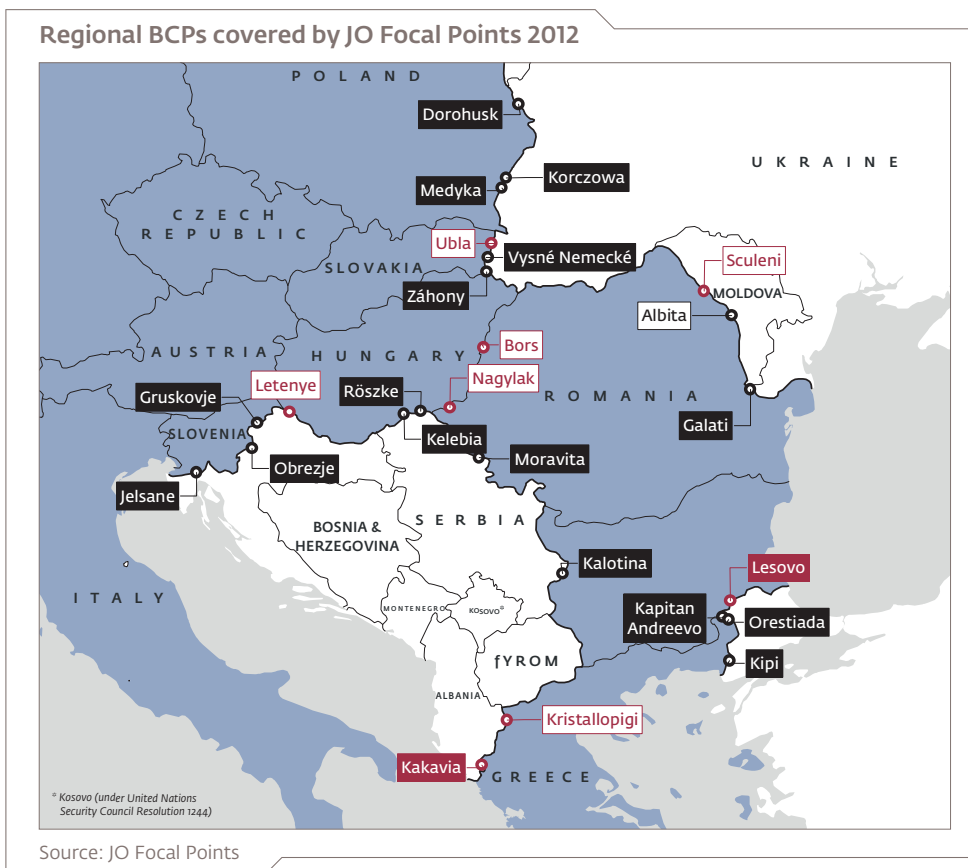 Regional BCPs covered by JO Focal Points 2012
POLAND
Dorohusk
UKRAINE
Korczowa
Medyka
CZECH
REPUBLIC
Ubla
Vysné Nemecké
SLOVAKIA
Záhony
Sculeni
MOLDOVA
Albita
AUSTRIA
HUNGARY
Bors
Letenye
Nagylak
Gruskovje
Röszke
ROMANIA
SLOVENIA
Galati
Kelebia
Moravita
Obrezje
Jelsane
SERBIA
BOSNIA &
HERZEGOVINA
Kalotina
Lesovo
ITALY
MONTENEGRO
KOSOVO*
Kapitan
Andreevo
Orestiada
fYROM
Kipi
ALBANIA
Kristallopigi
Kakavia
GREECE
* Kosovo (under United Nations
Security Council Resolution 1244)
Source: JO Focal Points